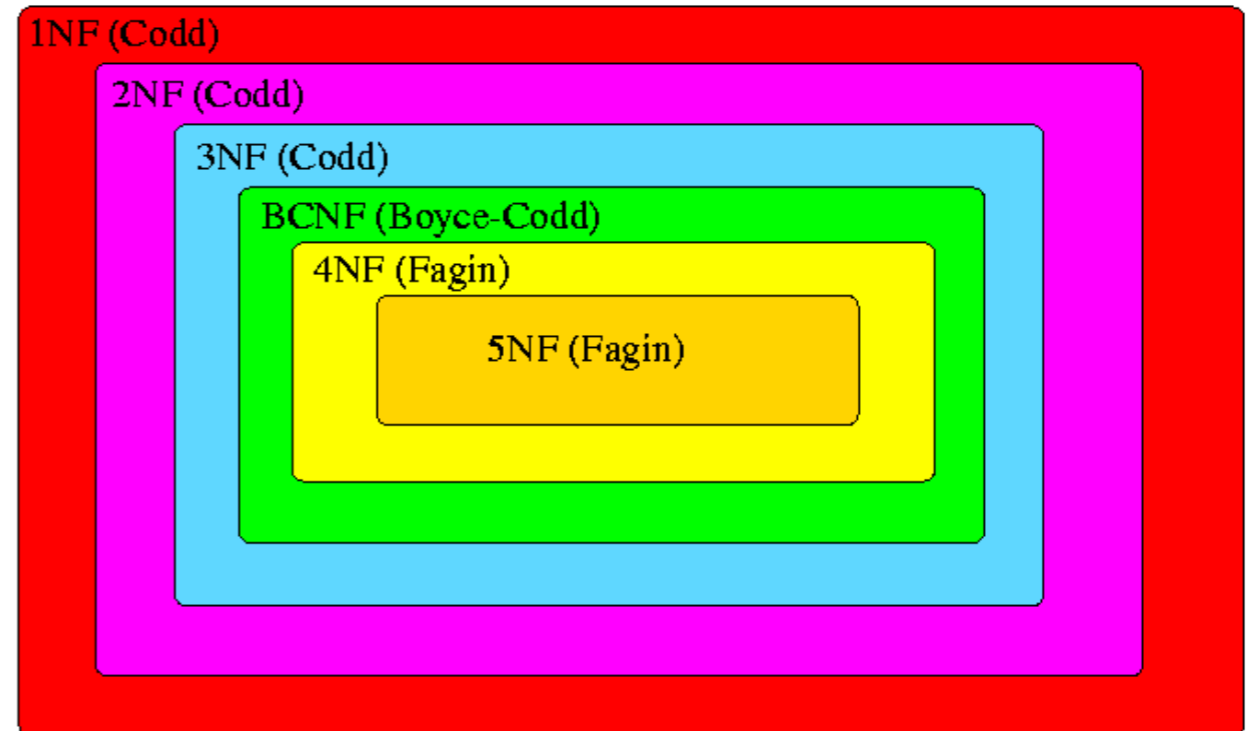 1NF (Codd)
2NF (Codd)
3NF (Codd)
BCNF (Boyce-Codd)
4NF (Fagin)
5NF (Fagin)